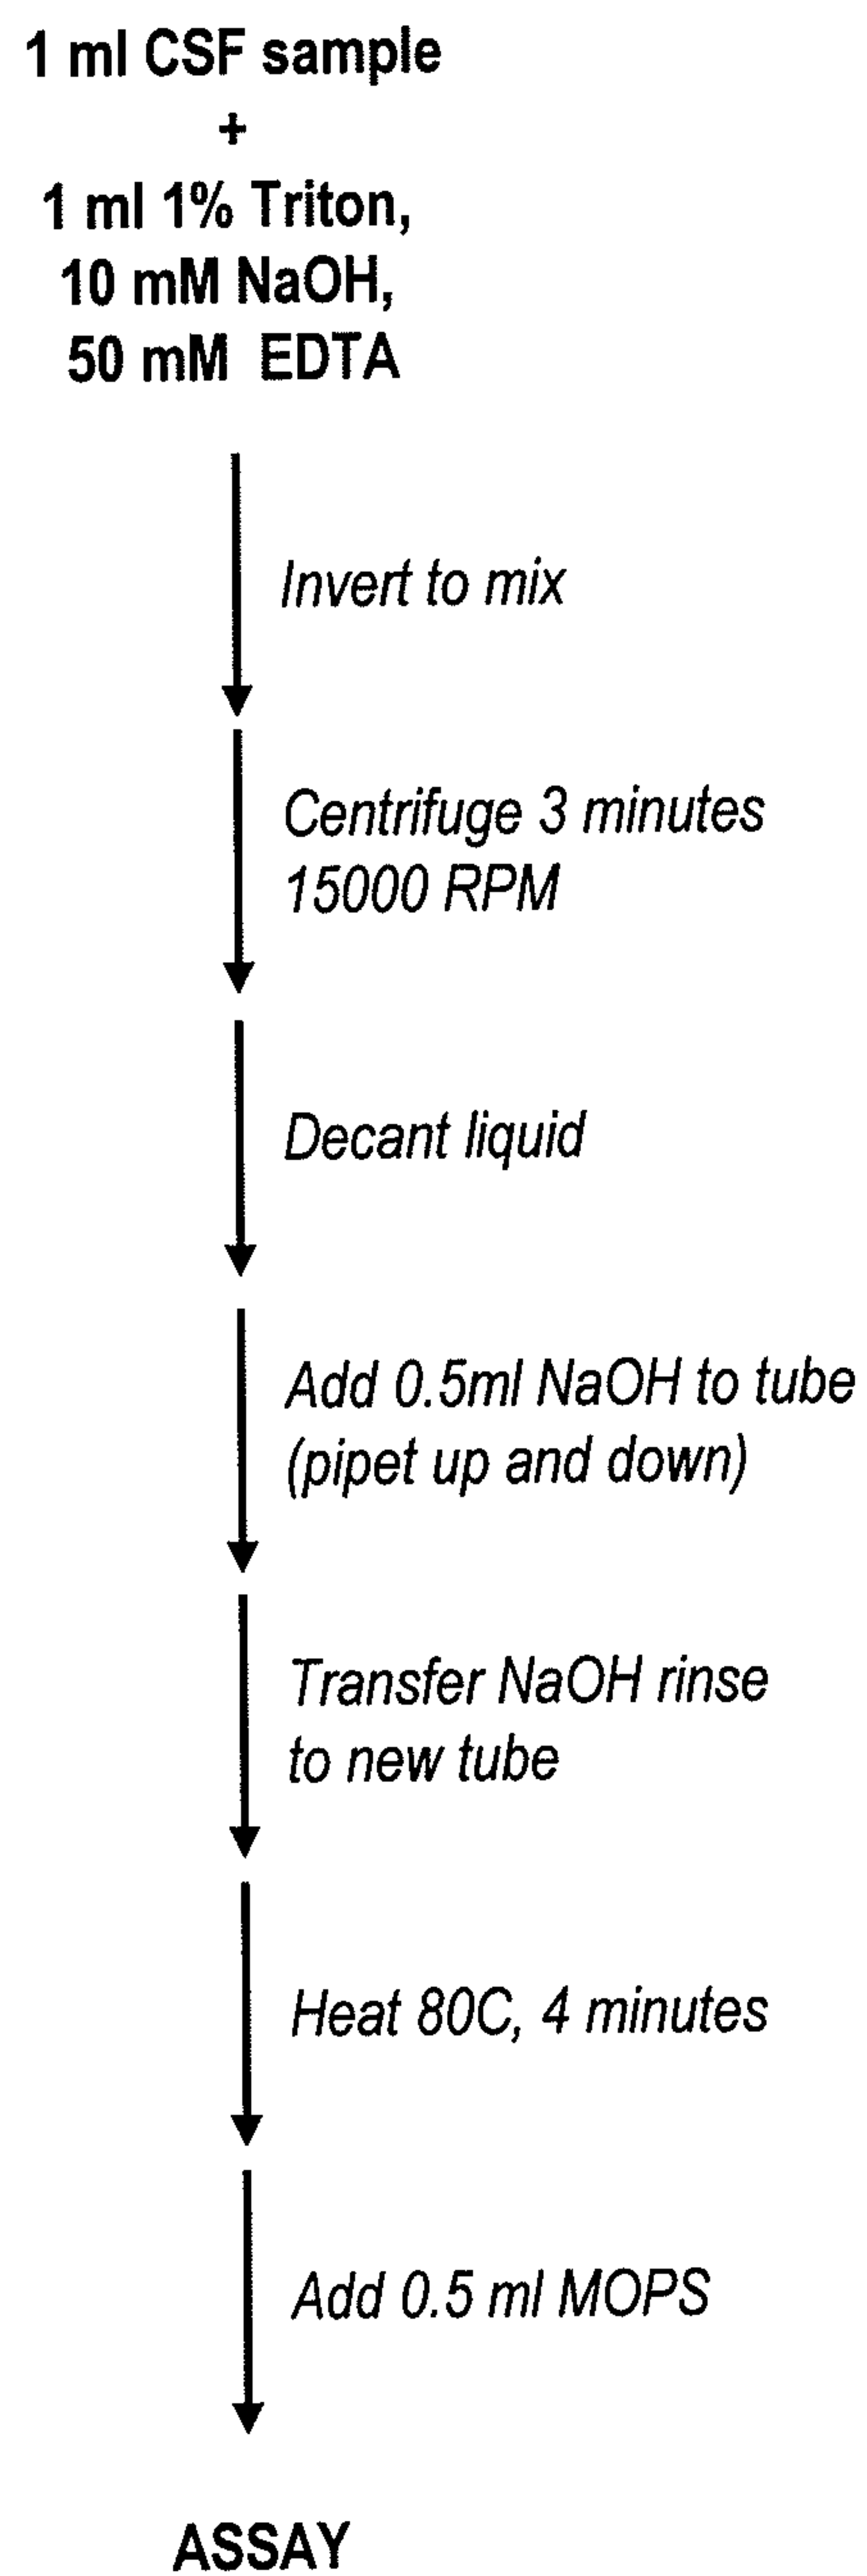 1 ml CSF sample
+
1 ml 1% Triton,
10 mM NaOH,
50 mM EDTA
Invert to mix
Centrifuge 3 minutes
15000 RPM
Decant liquid
Add 0.5ml NaOH to tube
(pipet up and down)
Transfer NaOH rinse
to new tube
Heat 80C, 4 minutes
Add 0.5 ml MOPS
ASSAY